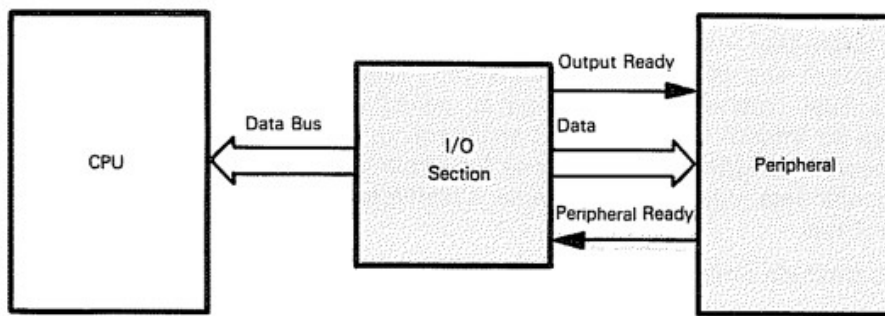 CPU
Data Bus
I/O
Section
Output Ready
Data
Peripheral Ready
Peripheral